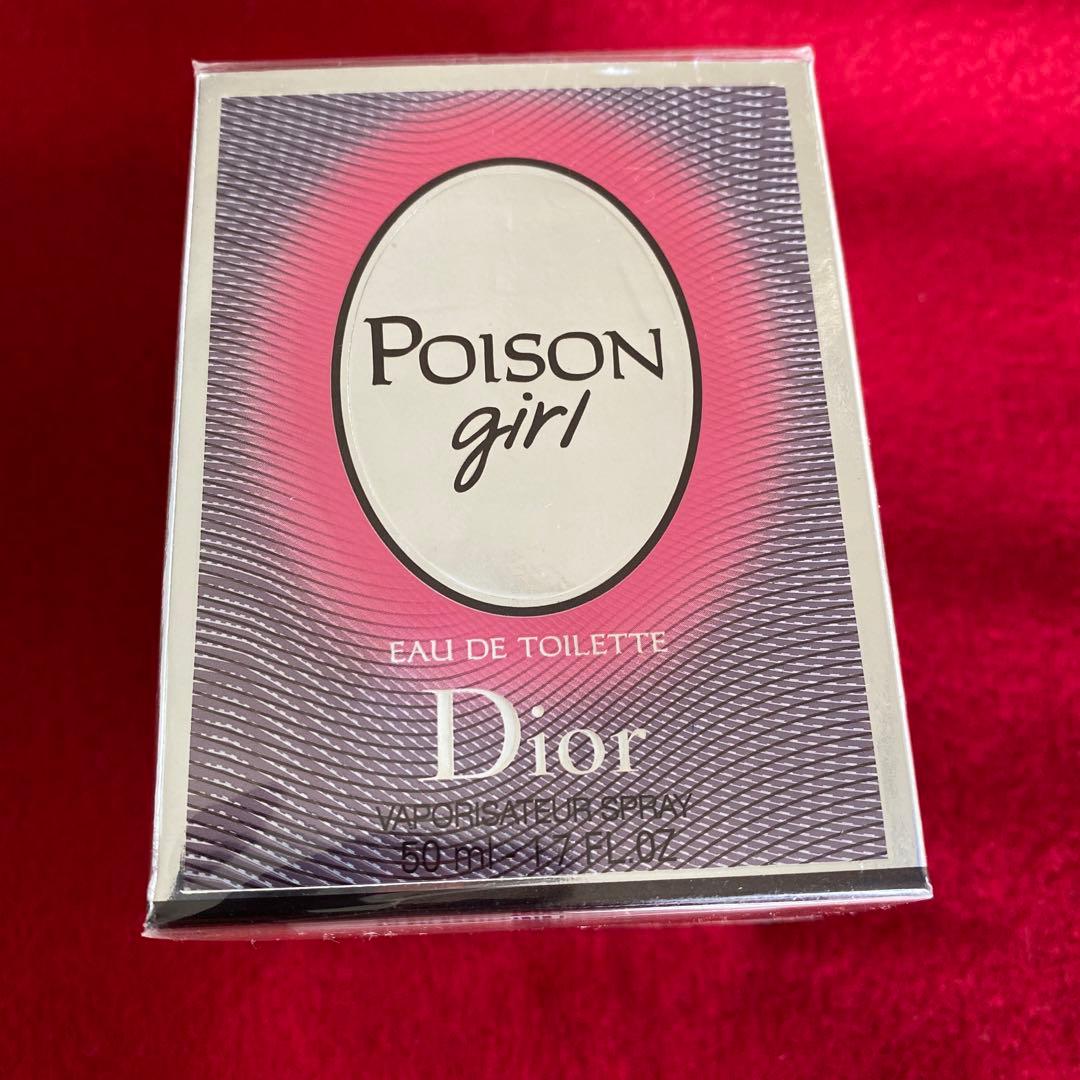 POISON
girl
EAU DE TOILETTE
Dior
VAPORISATEUR SPRAY
50 ml - 1.7 FL.OZ